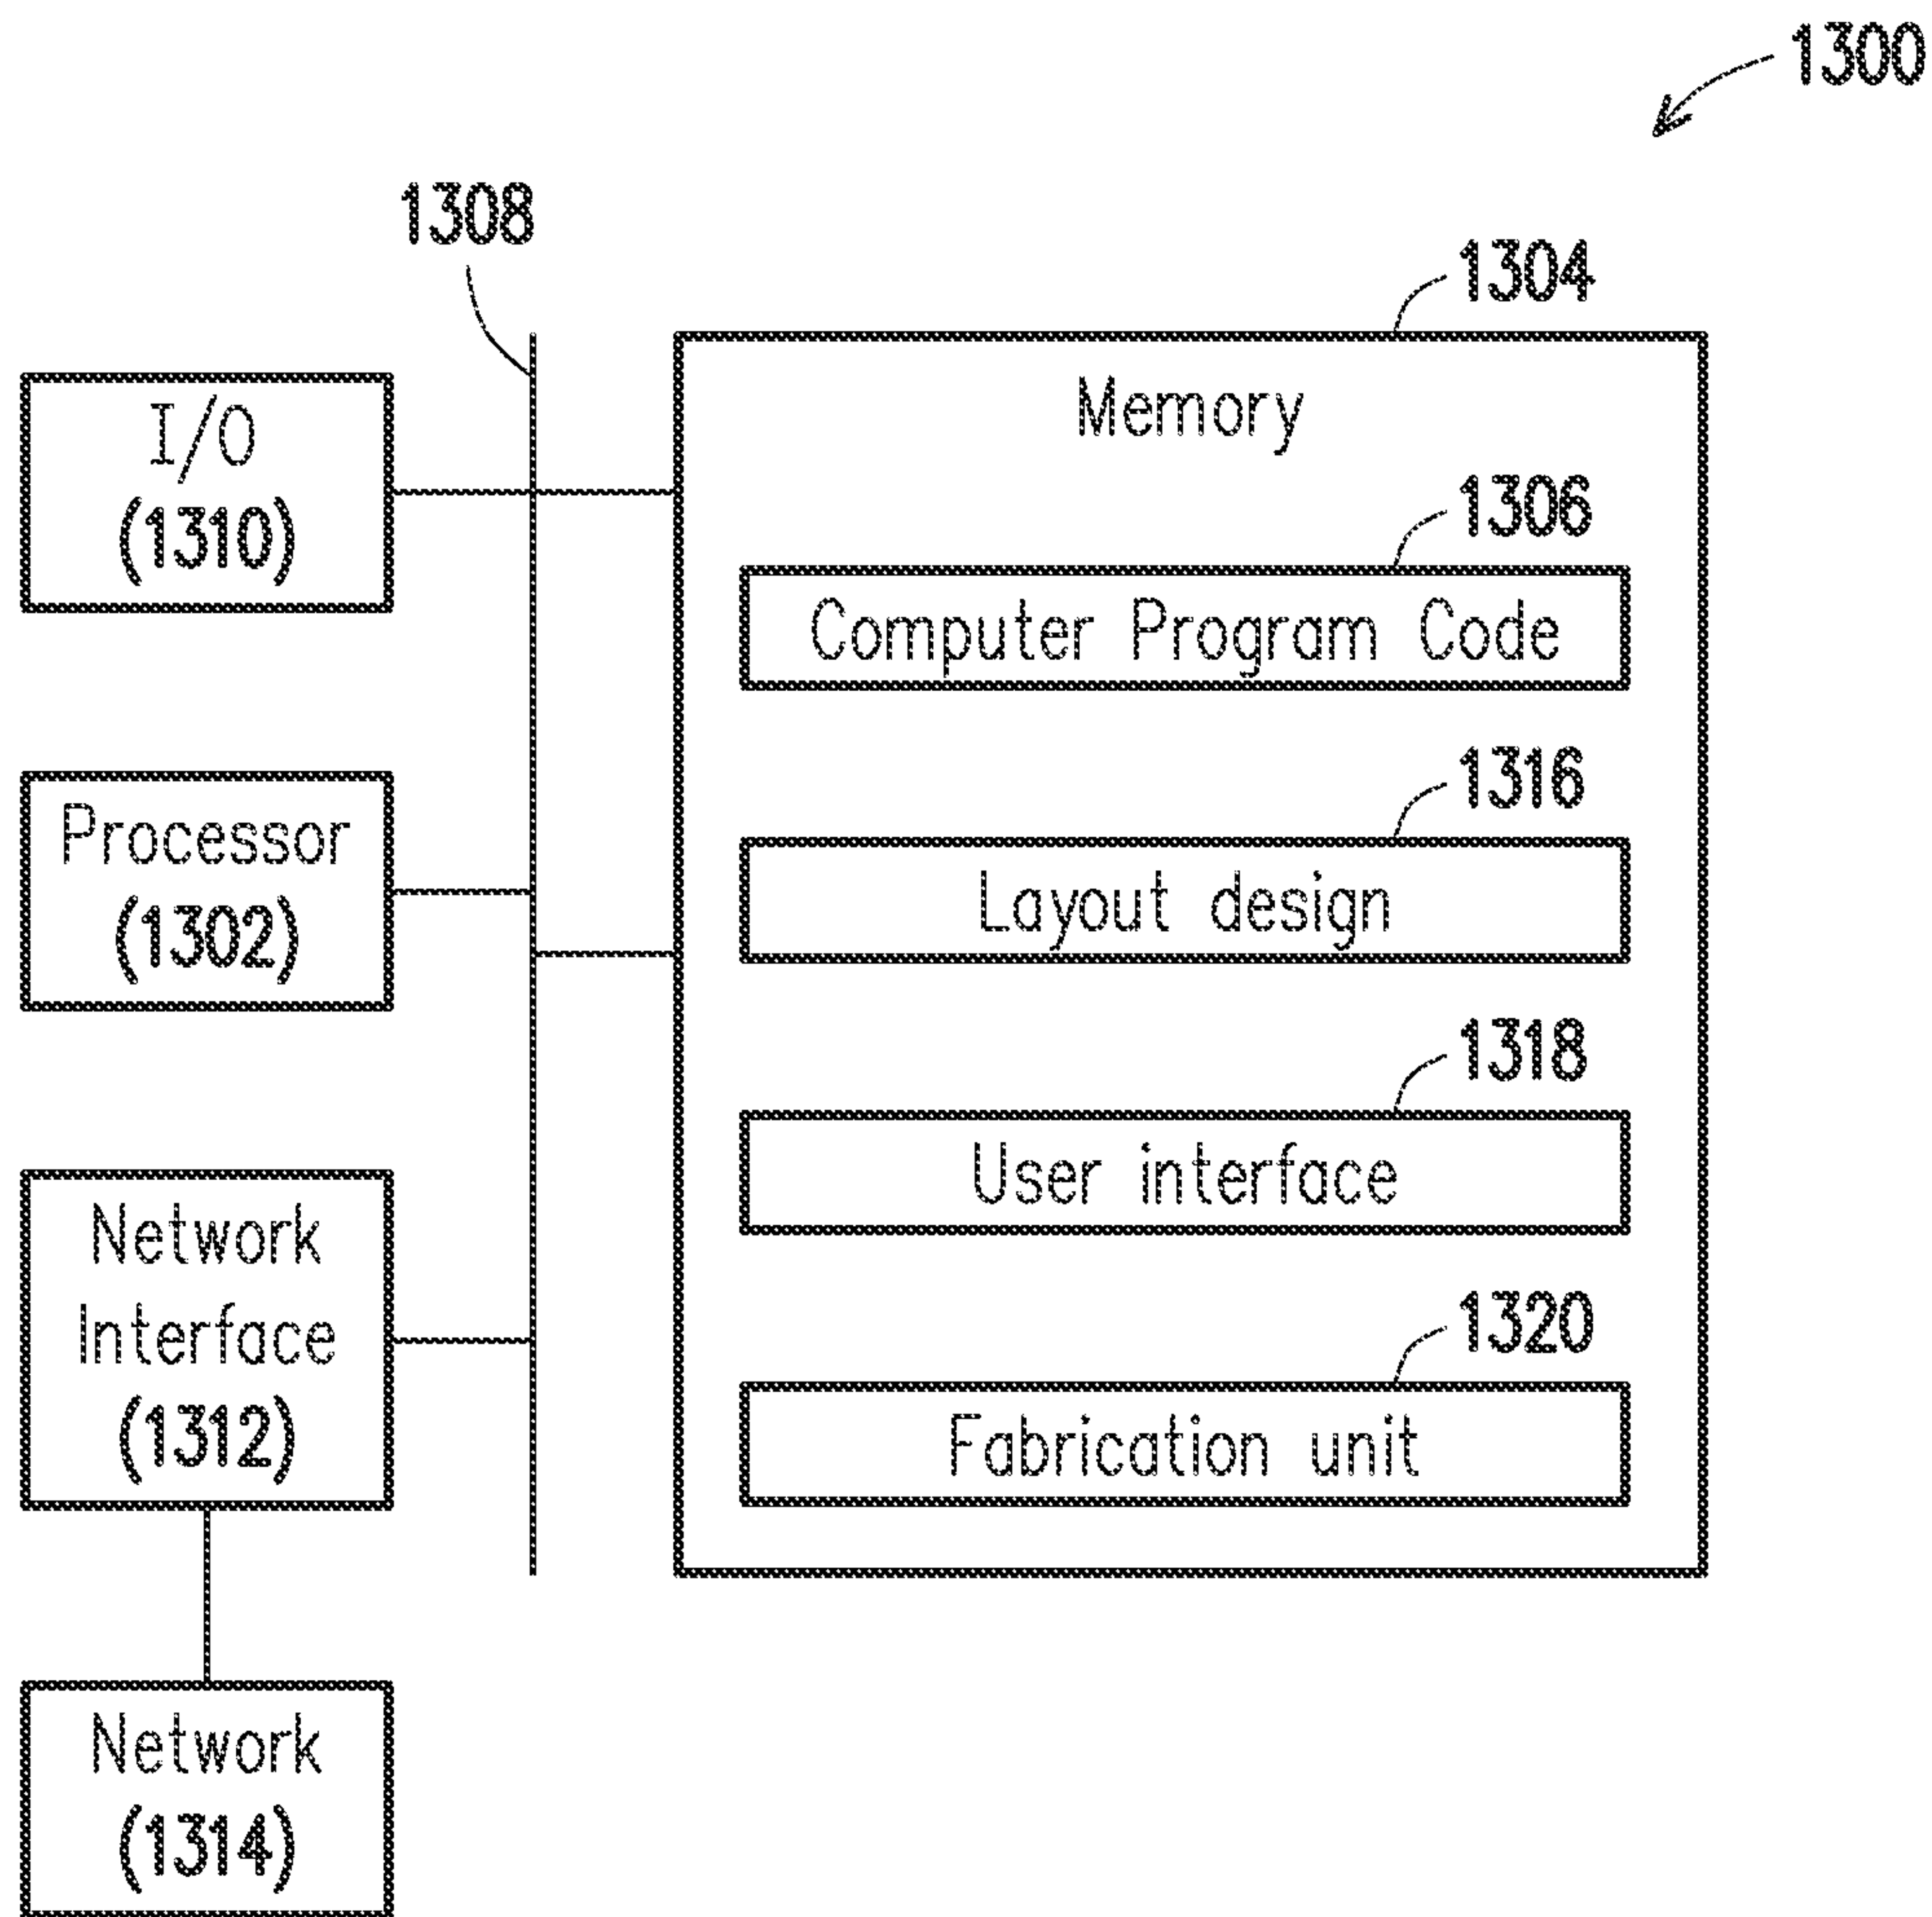 1300
1308
1304
I/O
(1310)
Memory
1306
Computer Program Code
Processor
(1302)
1316
Layout design
1318
User interface
Network
Interface
(1312)
1320
Fabrication unit
Network
(1314)